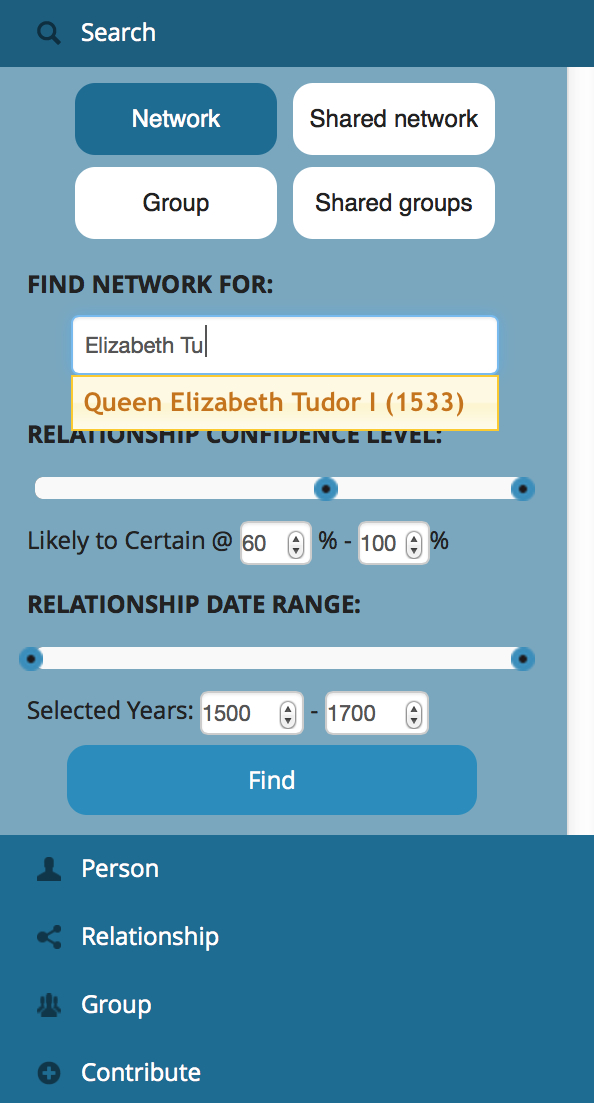 Search
Network
Shared network
Group
Shared groups
FIND NETWORK FOR:
Elizabeth Tu
Queen Elizabeth Tudor I (1533)
RELATIONSHIP CONFIDENCE LEVEL:
Likely to Certain @ 60 % - 100 %
RELATIONSHIP DATE RANGE:
Selected Years: 1500 - 1700
Find
Person
Relationship
Group
Contribute